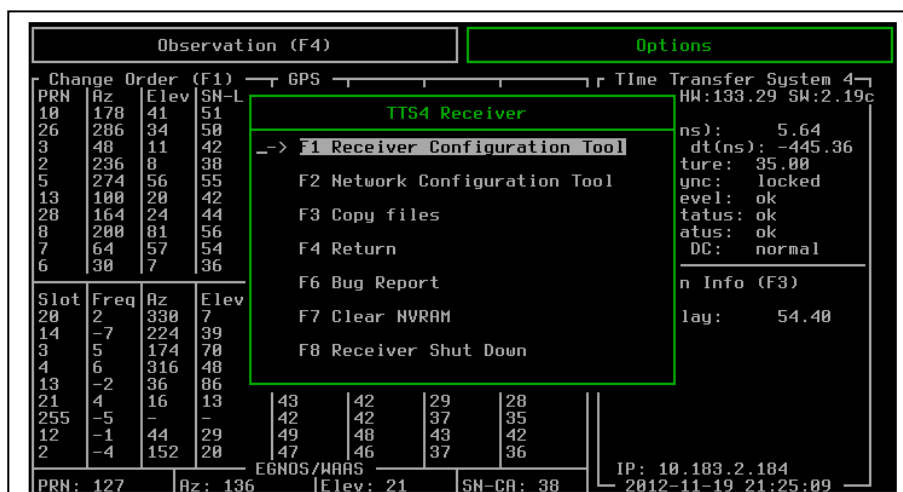 Observation (F4) Options
Change Order (F1) GPS TIme Transfer System 4
PRN Az Elev SN-L HW:133.29 SW:2.19c
10 178 41 51 TTS4 Receiver
26 286 34 50 ns): 5.64
3 48 11 42 _-> F1 Receiver Configuration Tool dt(ns): -445.36
2 236 8 38 ture: 35.00
5 274 56 55 F2 Network Configuration Tool ync: locked
13 100 20 42 evel: ok
28 164 24 44 F3 Copy files tatus: ok
8 200 81 56 atus: ok
7 64 57 54 F4 Return DC: normal
6 30 7 36
F6 Bug Report n Info (F3)
Slot Freq Az Elev
20 2 330 7 F7 Clear NVRAM lay: 54.40
14 -7 224 39
3 5 174 70 F8 Receiver Shut Down
4 6 316 48
13 -2 36 86
21 4 16 13 43 42 29 28
255 -5 - - 42 42 37 35
12 -1 44 29 49 48 43 42
2 -4 152 20 47 46 37 36
EGNOS/WAAS IP: 10.183.2.184
PRN: 127 Az: 136 Elev: 21 SN-CA: 38 2012-11-19 21:25:09